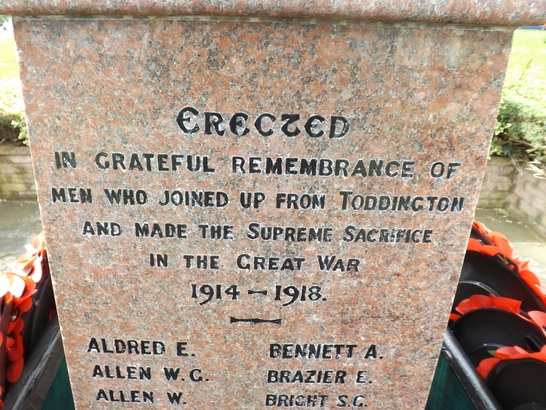 ERECTED
IN GRATEFUL REMEMBRANCE OF
MEN WHO JOINED UP FROM TODDINGTON
AND MADE THE SUPREME SACRIFICE
IN THE GREAT WAR
1914 — 1918.
ALDRED E. BENNETT A.
ALLEN W. G. BRAZIER E.
ALLEN W. BRIGHT S.G.